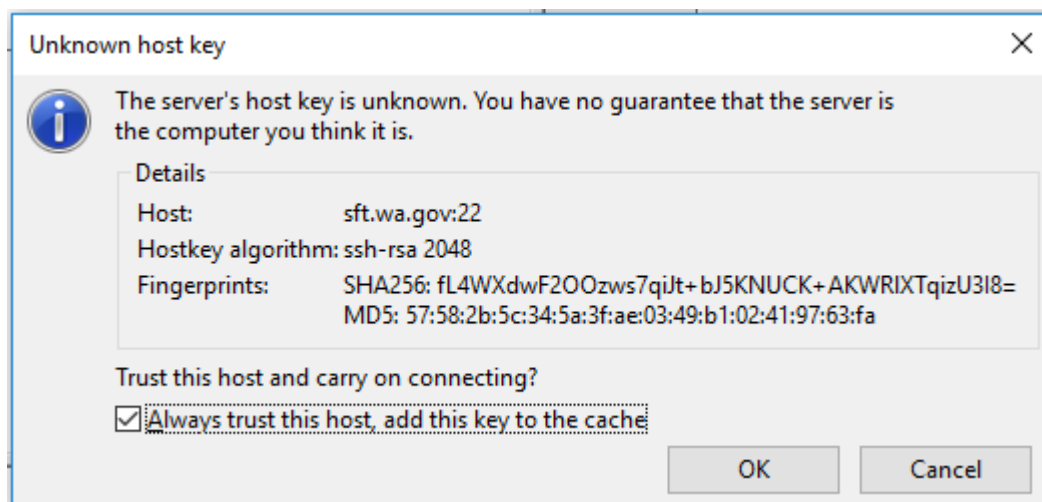 Unknown host key
The server's host key is unknown. You have no guarantee that the server is
the computer you think it is.
Details
Host: sft.wa.gov:22
Hostkey algorithm: ssh-rsa 2048
Fingerprints: SHA256: fL4WXdwF2OOzws7qiJt+bJ5KNUCK+AKWRIXTqizU3I8=
MD5: 57:58:2b:5c:34:5a:3f:ae:03:49:b1:02:41:97:63:fa
Trust this host and carry on connecting?
Always trust this host, add this key to the cache
OK Cancel